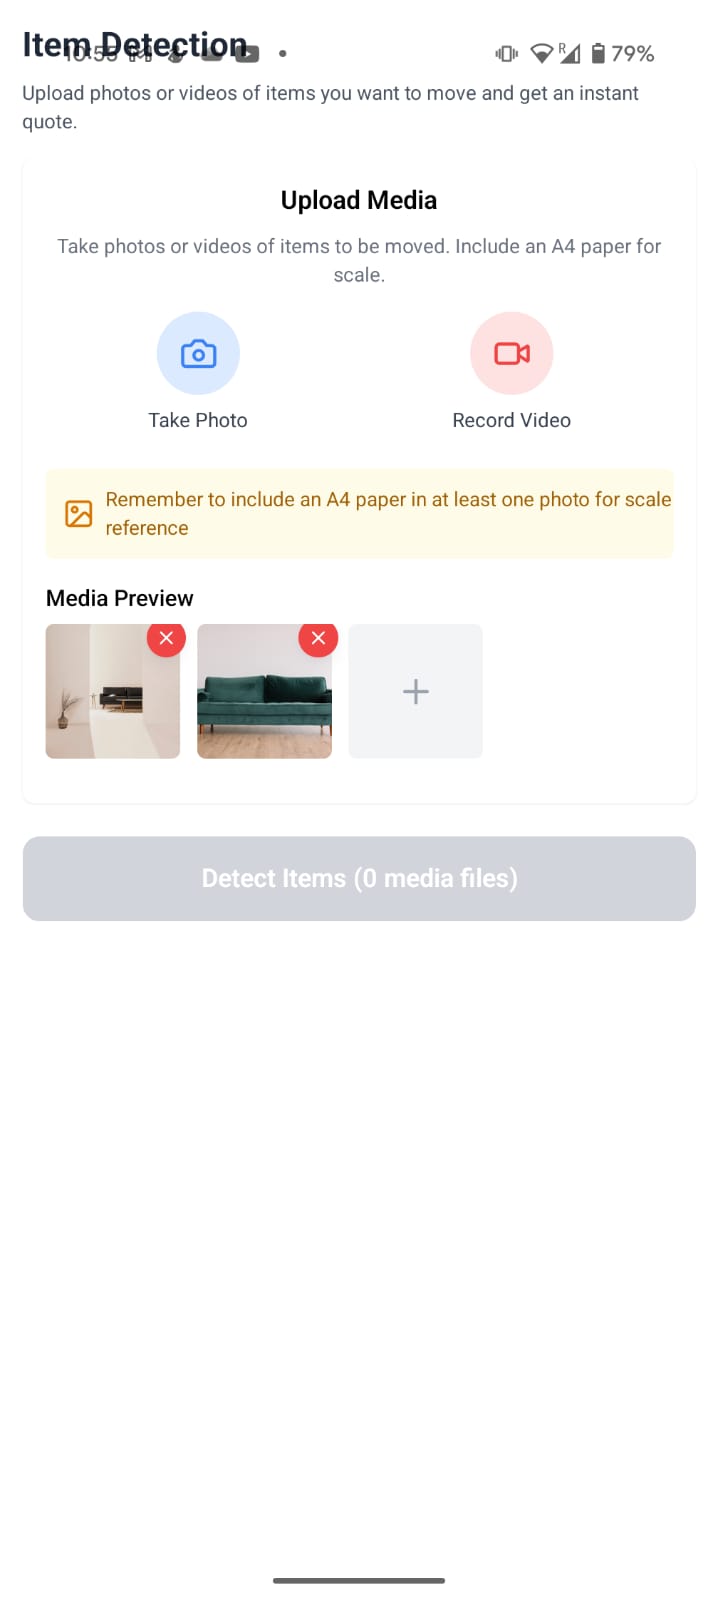 Item Detection
10:55
R
79%
Upload photos or videos of items you want to move and get an instant
quote.
Upload Media
Take photos or videos of items to be moved. Include an A4 paper for
scale.
Take Photo
Record Video
Remember to include an A4 paper in at least one photo for scale
reference
Media Preview
Detect Items (0 media files)